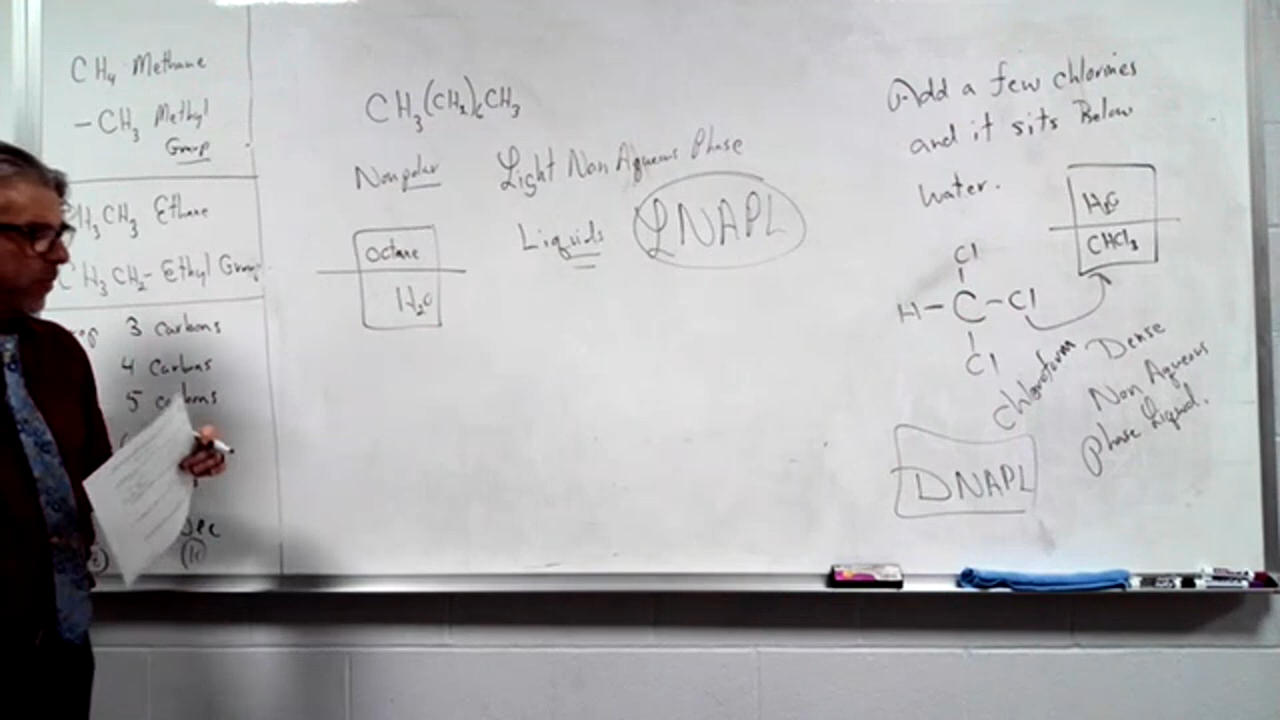 CH4 Methane
-CH3 Methyl
Group
H3CH3 Ethane
CH3CH2- Ethyl Group
3 carbons
4 carbons
5 carbons
CH3(CH2)6CH3
Nonpolar
Octane
H2O
Light Non Aqueous Phase
Liquids LNAPL
Add a few chlorines
and it sits Below
water.
H2O
CHCl3
Cl
H-C-Cl
Cl
chloroform
Dense
Non Aqueous
Phase Liquid.
DNAPL